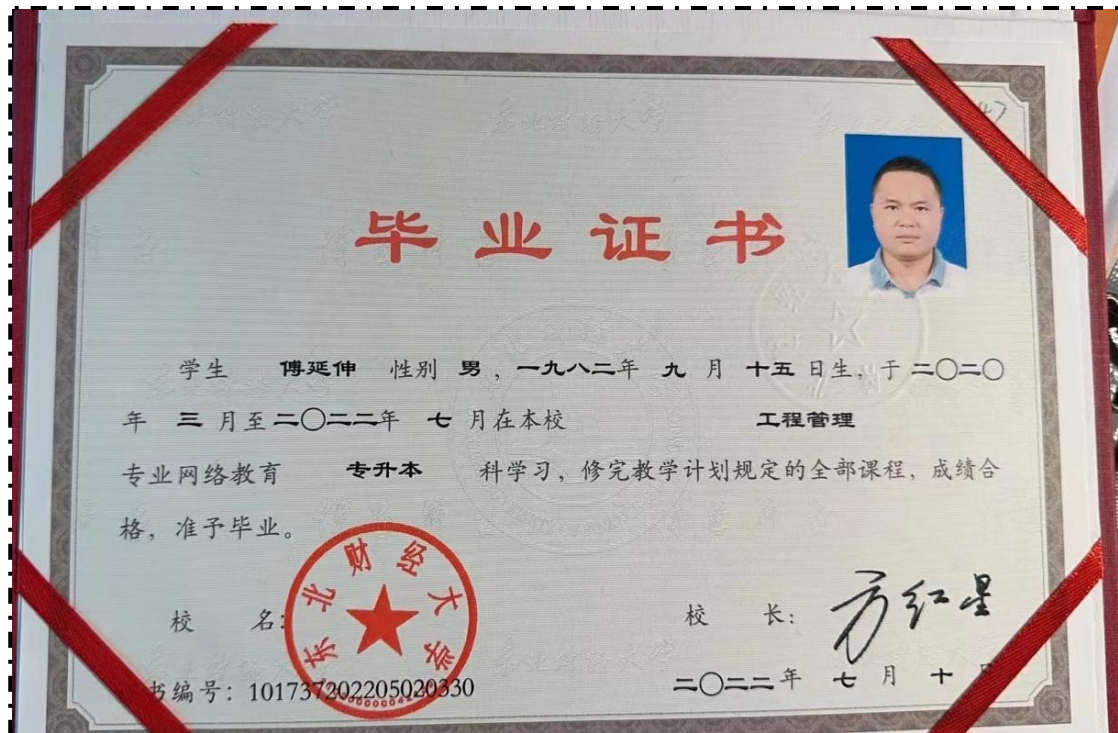 毕业证书
学生 傅延伸 性别 男，一九八二年 九 月 十五 日生，于二〇二〇
年 三 月至二〇二二年 七 月在本校 工程管理
专业网络教育 专升本 科学习，修完教学计划规定的全部课程，成绩合
格，准予毕业。
校 名：
东北财经大学
校 长：方红星
书编号：101737202205020330
二〇二二年 七 月 十